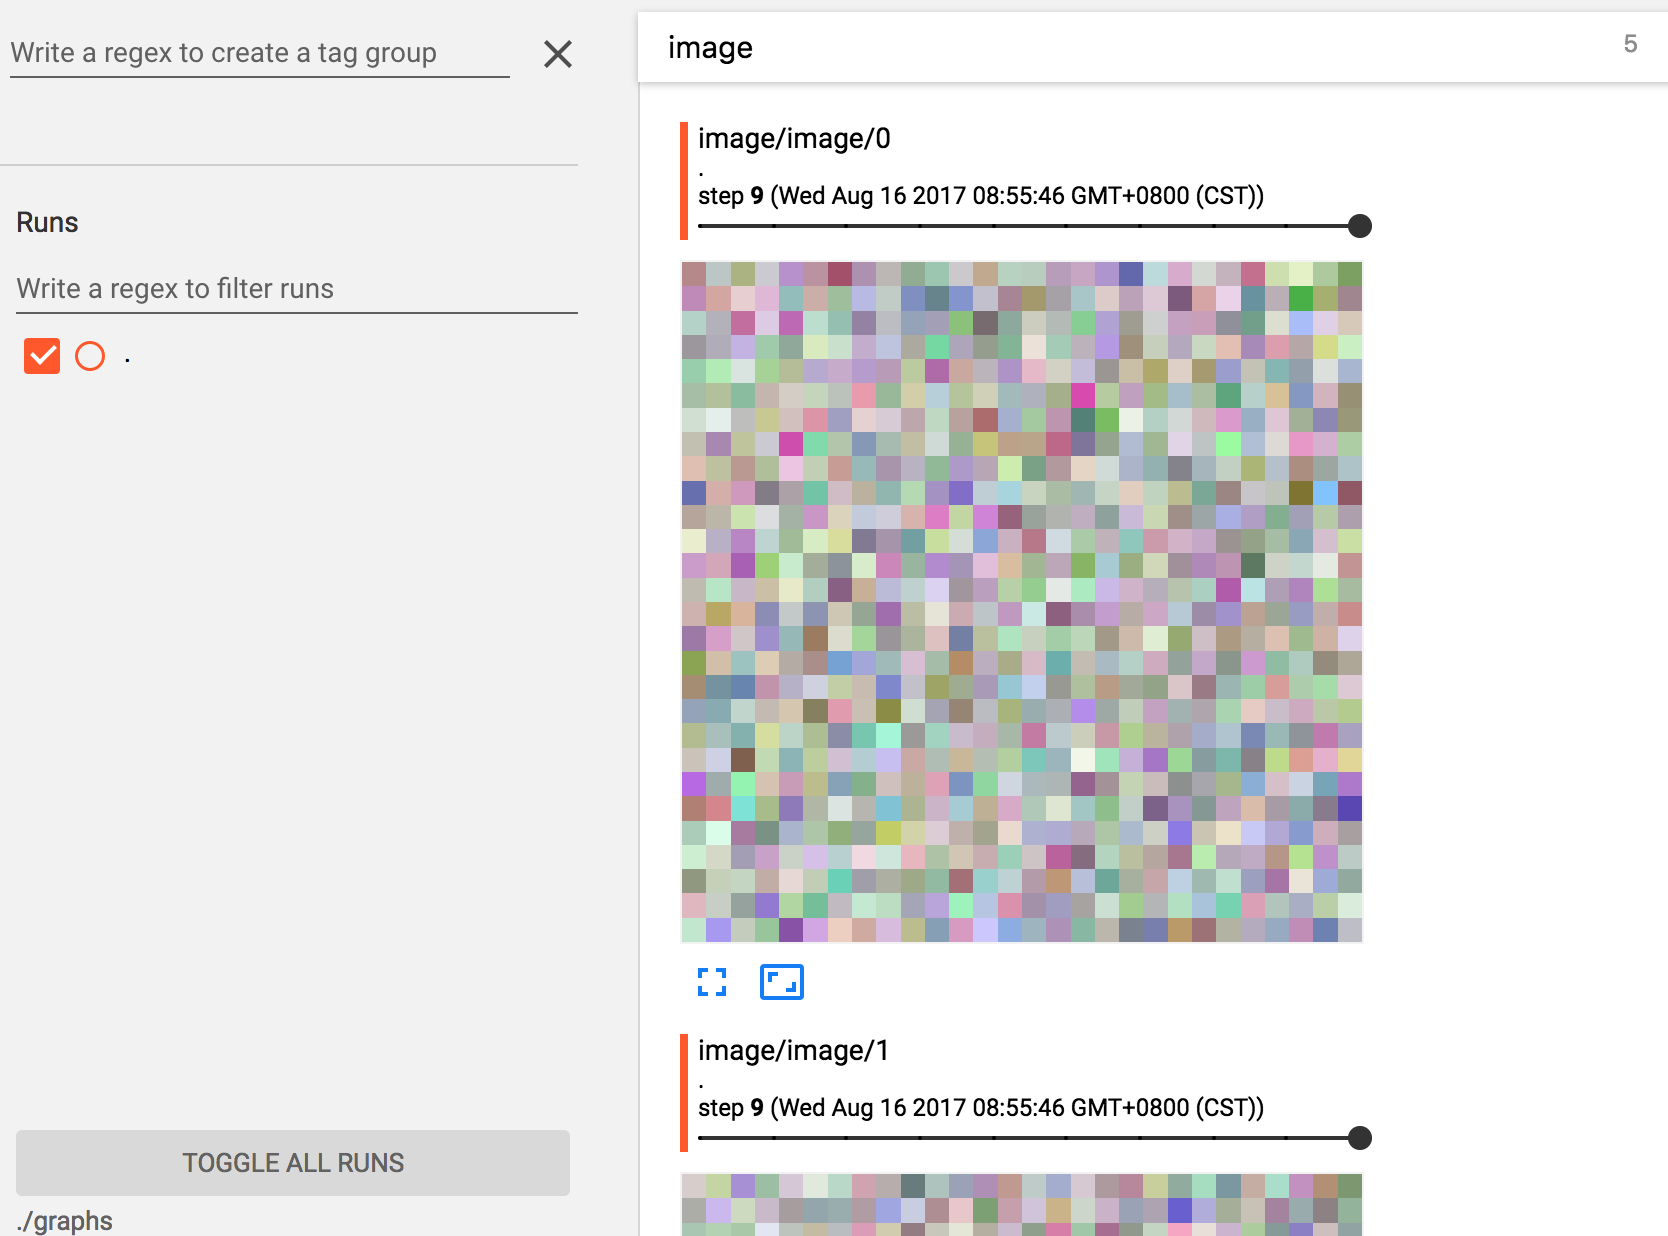 Write a regex to create a tag group
Runs
Write a regex to filter runs
.
TOGGLE ALL RUNS
./graphs
image
5
image/image/0
.
step 9 (Wed Aug 16 2017 08:55:46 GMT+0800 (CST))
image/image/1
.
step 9 (Wed Aug 16 2017 08:55:46 GMT+0800 (CST))